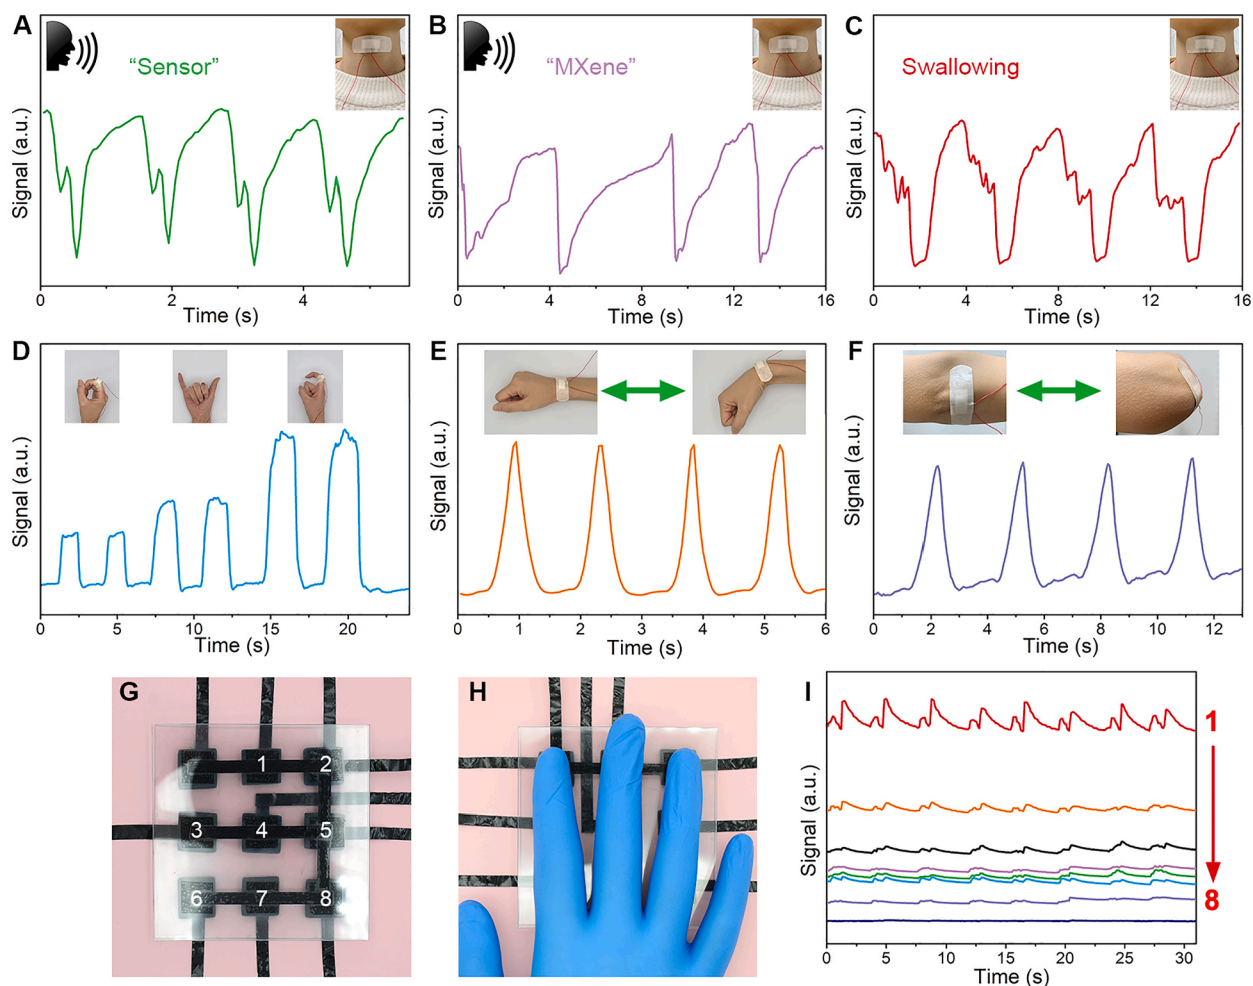 A
“Sensor”
Signal (a.u.)
0 2 4
Time (s)
B
“MXene”
Signal (a.u.)
0 4 8 12 16
Time (s)
C
Swallowing
Signal (a.u.)
0 4 8 12 16
Time (s)
D
Signal (a.u.)
0 5 10 15 20
Time (s)
E
Signal (a.u.)
0 1 2 3 4 5 6
Time (s)
F
Signal (a.u.)
0 2 4 6 8 10 12
Time (s)
G
1 2
3 4 5
6 7 8
H
I
1
8
Signal (a.u.)
0 5 10 15 20 25 30
Time (s)